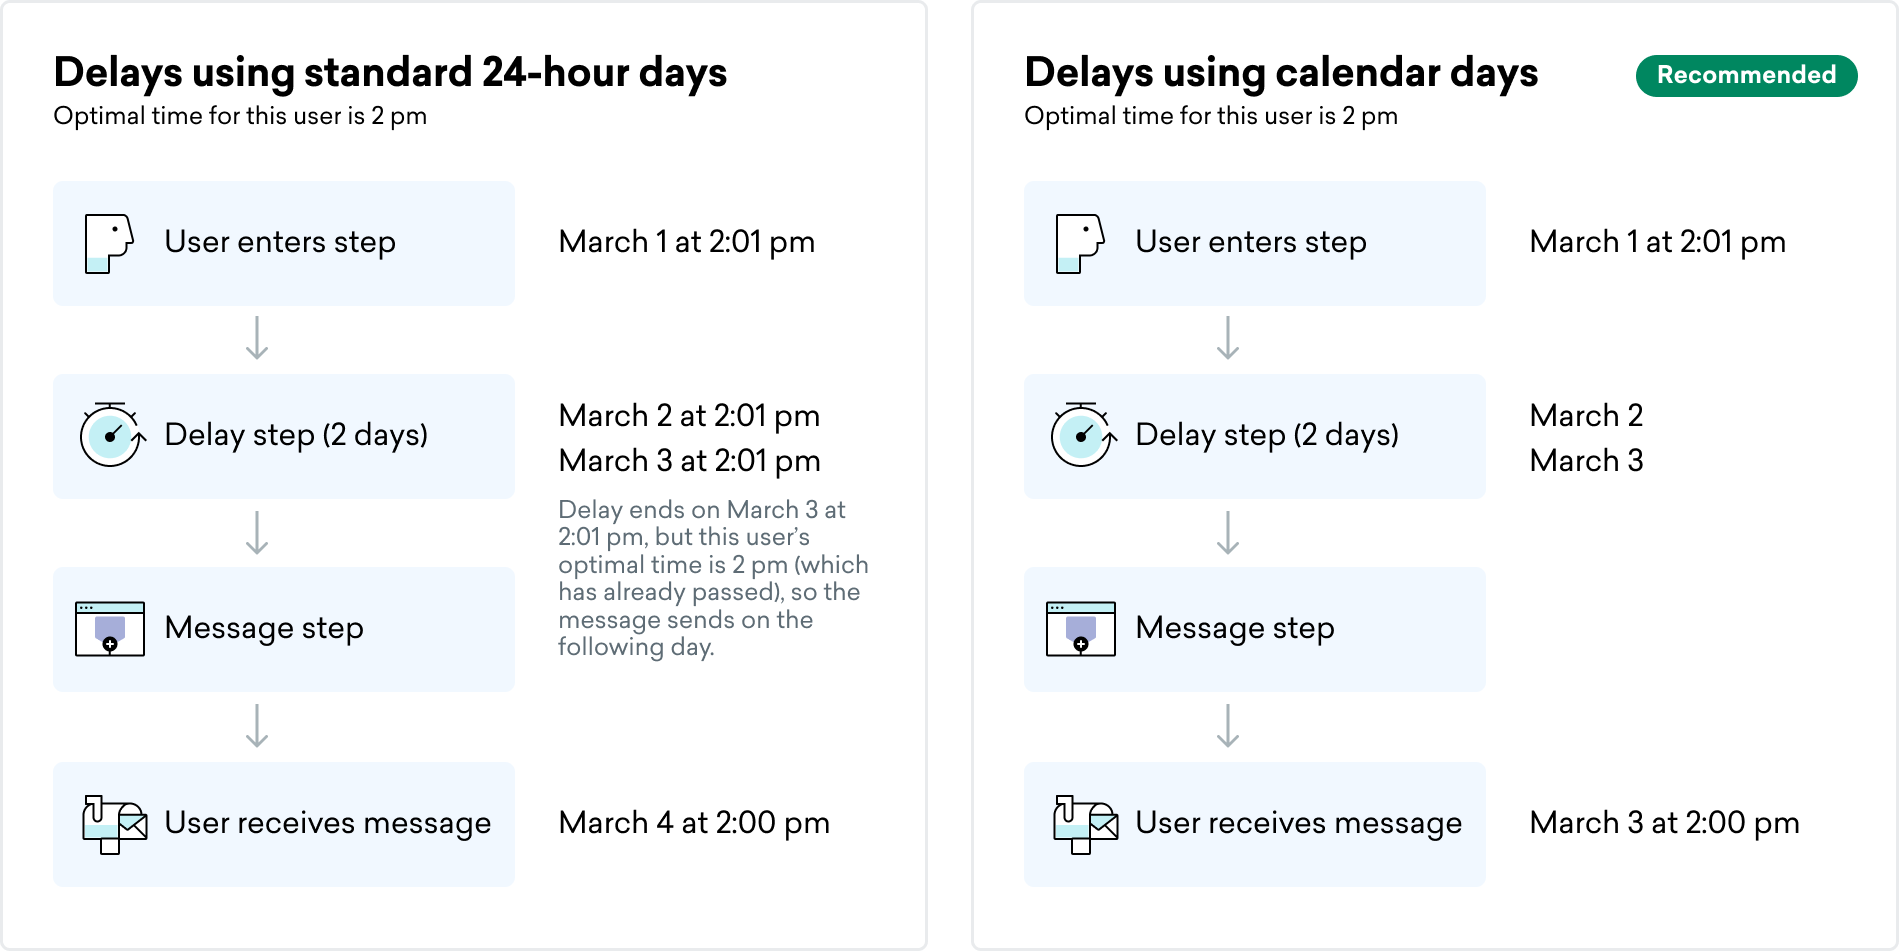 Delays using standard 24-hour days
Optimal time for this user is 2 pm
User enters step
March 1 at 2:01 pm
Delay step (2 days)
March 2 at 2:01 pm
March 3 at 2:01 pm
Delay ends on March 3 at
2:01 pm, but this user’s
optimal time is 2 pm (which
has already passed), so the
message sends on the
following day.
Message step
User receives message
March 4 at 2:00 pm
Delays using calendar days
Recommended
Optimal time for this user is 2 pm
User enters step
March 1 at 2:01 pm
Delay step (2 days)
March 2
March 3
Message step
User receives message
March 3 at 2:00 pm